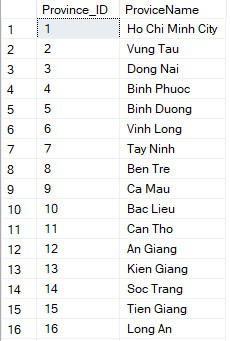 Province_ID ProviceName
1 1 Ho Chi Minh City
2 2 Vung Tau
3 3 Dong Nai
4 4 Binh Phuoc
5 5 Binh Duong
6 6 Vinh Long
7 7 Tay Ninh
8 8 Ben Tre
9 9 Ca Mau
10 10 Bac Lieu
11 11 Can Tho
12 12 An Giang
13 13 Kien Giang
14 14 Soc Trang
15 15 Tien Giang
16 16 Long An